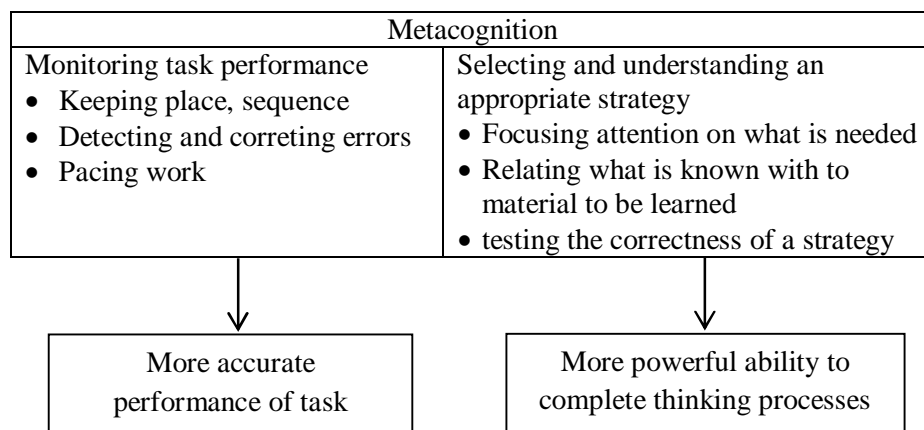 Metacognition
Monitoring task performance
• Keeping place, sequence
• Detecting and correting errors
• Pacing work
Selecting and understanding an
appropriate strategy
• Focusing attention on what is needed
• Relating what is known with to
material to be learned
• testing the correctness of a strategy
More accurate
performance of task
More powerful ability to
complete thinking processes